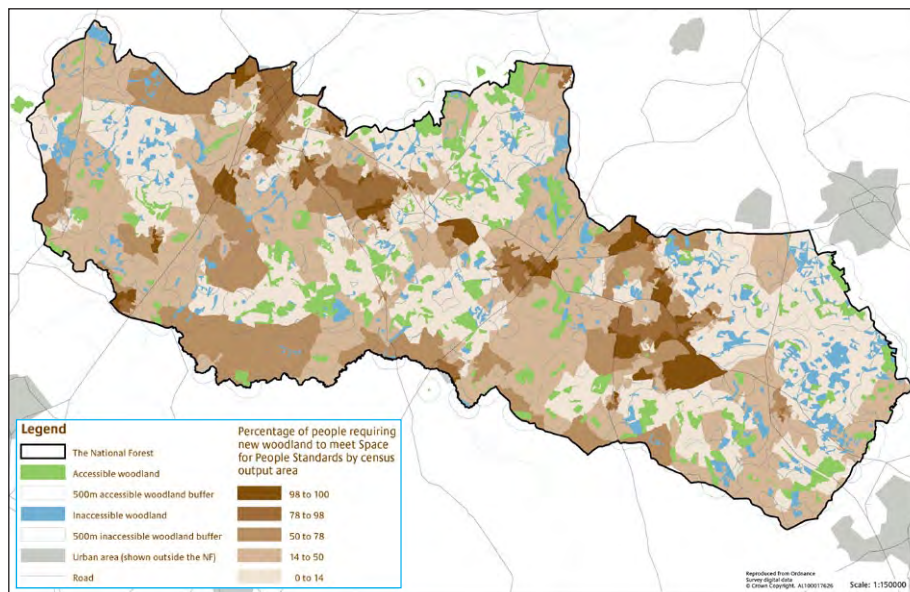 Legend
The National Forest
Accessible woodland
500m accessible woodland buffer
Inaccessible woodland
500m inaccessible woodland buffer
Urban area (shown outside the NF)
Road
Percentage of people requiring
new woodland to meet Space
for People Standards by census
output area
98 to 100
78 to 98
50 to 78
14 to 50
0 to 14
Reproduced from Ordnance
Survey digital data
© Crown Copyright. AL100017626
Scale: 1:150000